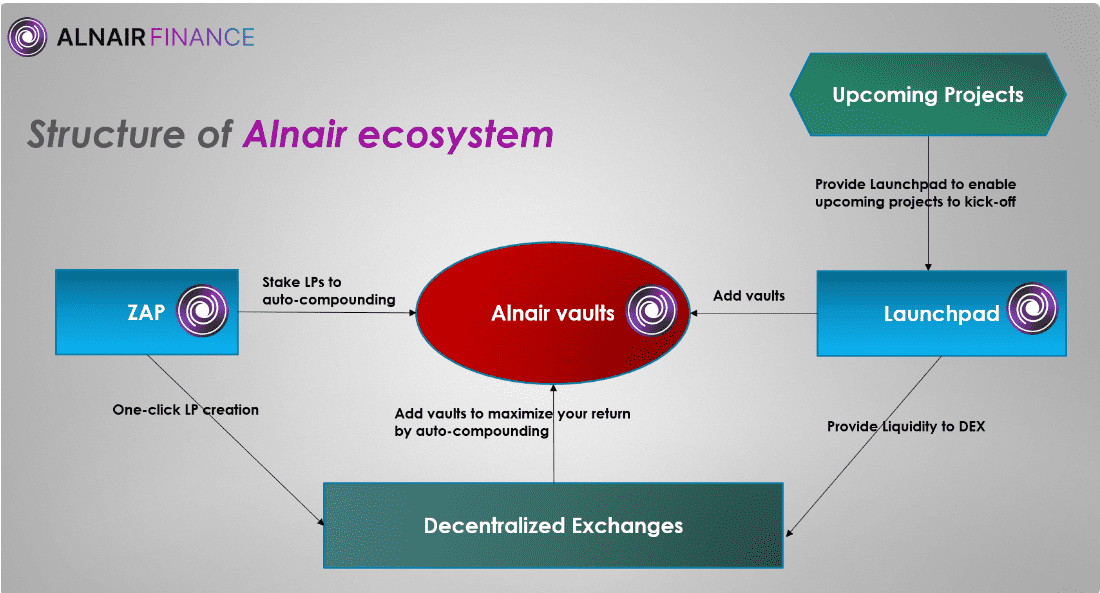 ALNAIR FINANCE
Upcoming Projects
Structure of Alnair ecosystem
Provide Launchpad to enable
upcoming projects to kick-off
Stake LPs to
auto-compounding
ZAP
Alnair vaults
Add vaults
Launchpad
One-click LP creation
Add vaults to maximize your return
by auto-compounding
Provide Liquidity to DEX
Decentralized Exchanges